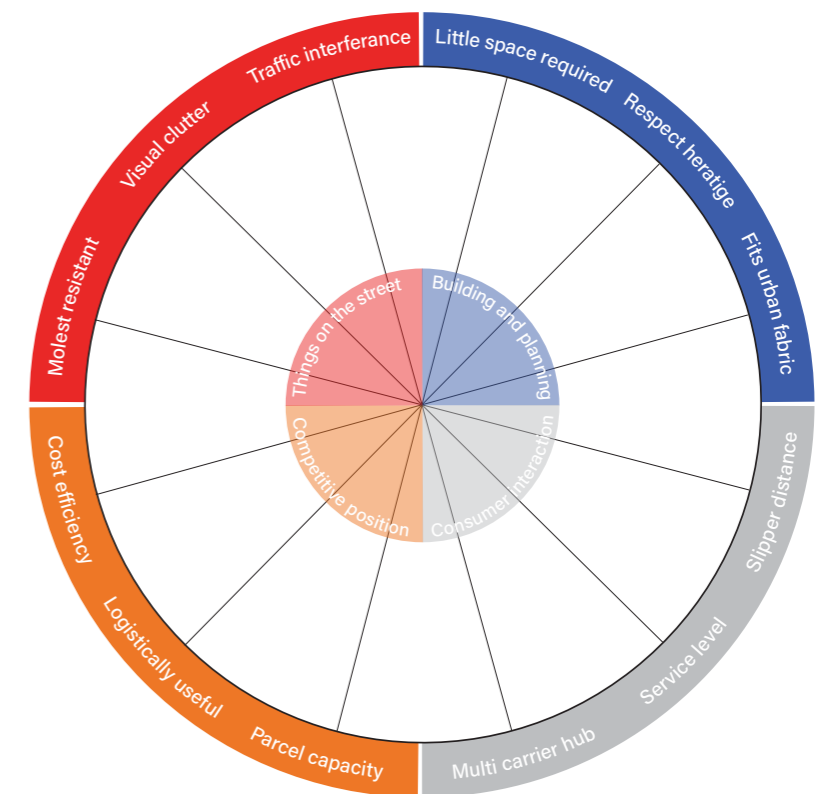 Traffic interferance
Little space required
Respect heratige
Visual clutter
Fits urban fabric
Molest resistant
Things on the street
Building and planning
Competitive position
Consumer Interaction
Cost efficiency
Slipper distance
Logistically useful
Service level
Parcel capacity
Multi carrier hub